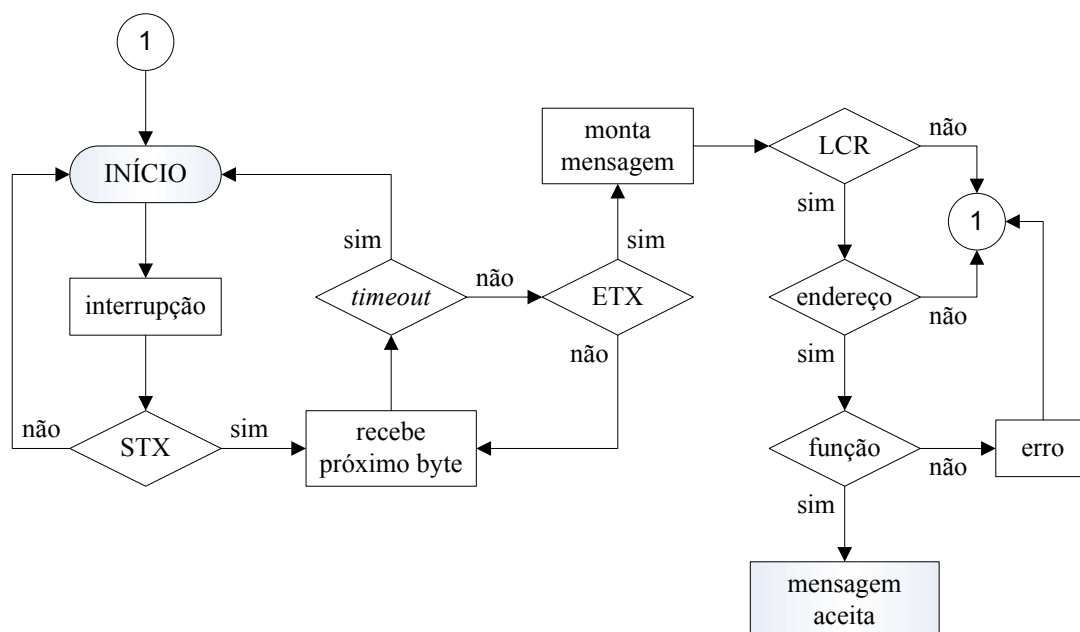 1
INÍCIO
interrupção
STX
não
sim
recebe
próximo byte
timeout
sim
não
ETX
sim
não
monta
mensagem
LCR
não
sim
1
endereço
não
sim
função
não
erro
sim
mensagem
aceita